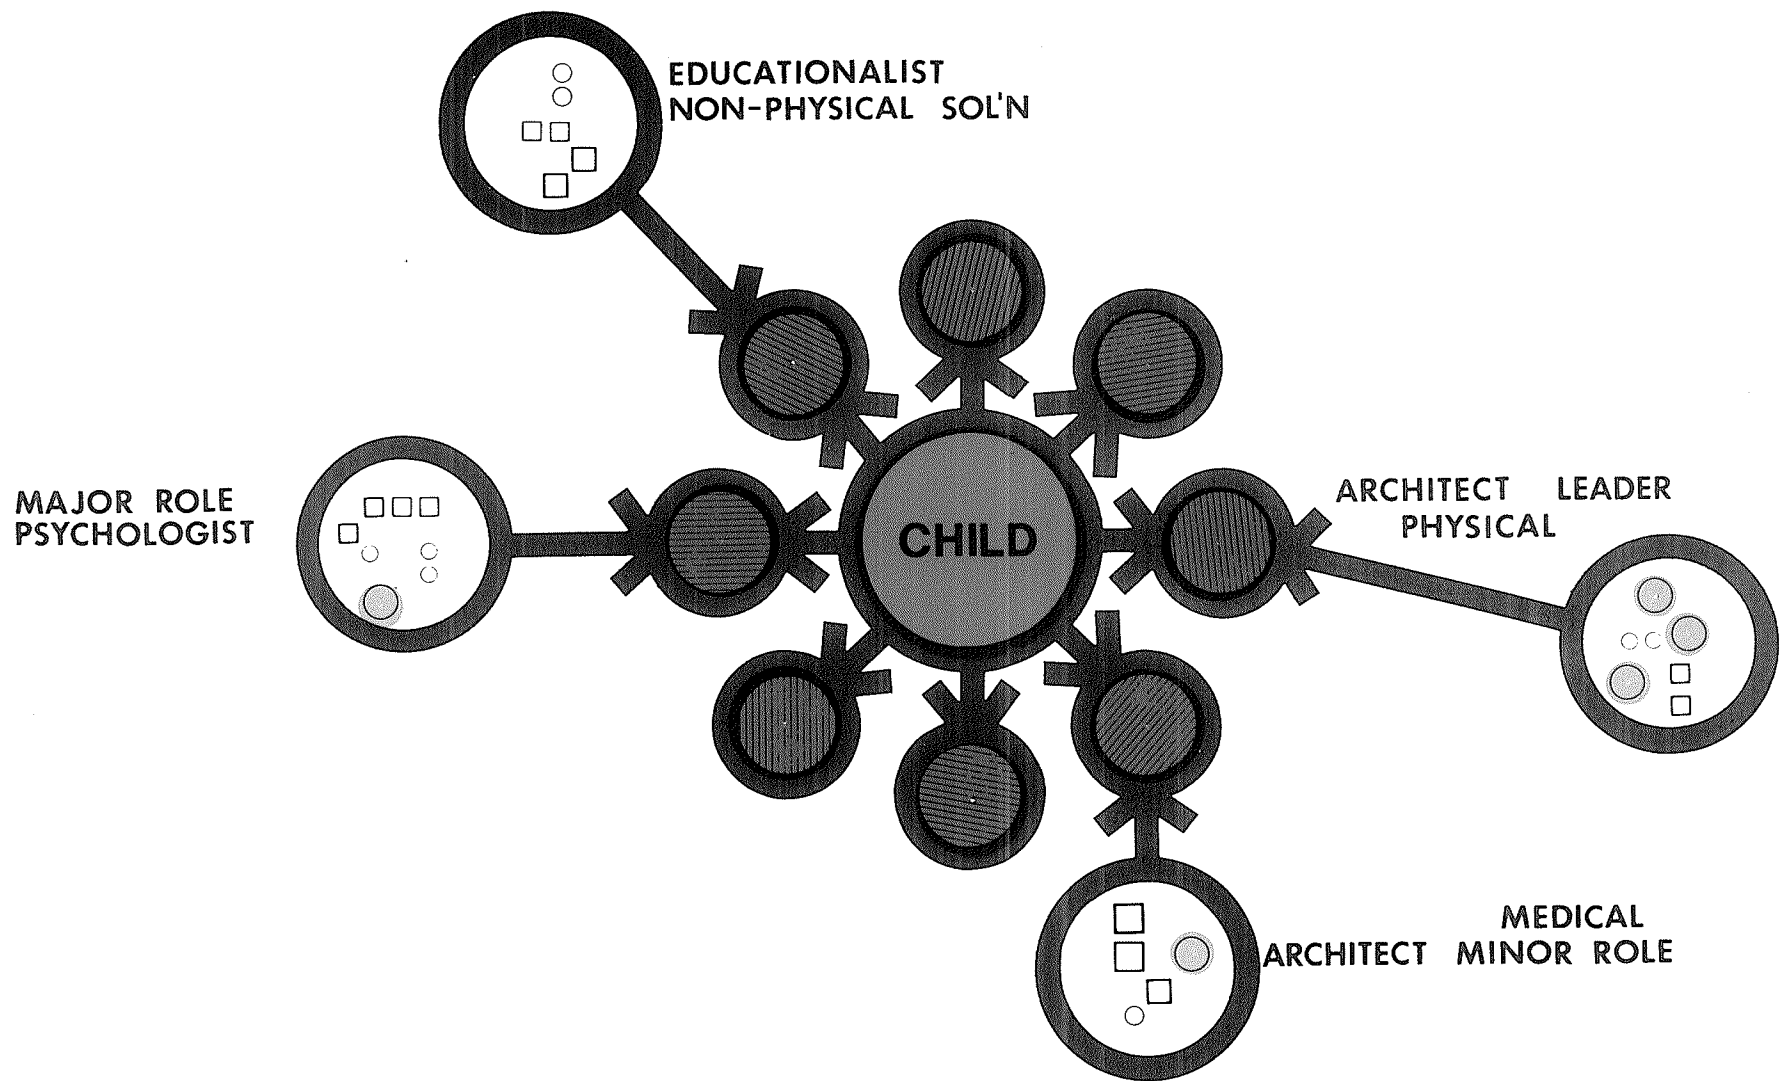 EDUCATIONALIST
NON-PHYSICAL SOL'N
MAJOR ROLE
PSYCHOLOGIST
CHILD
ARCHITECT LEADER
PHYSICAL
MEDICAL
ARCHITECT MINOR ROLE